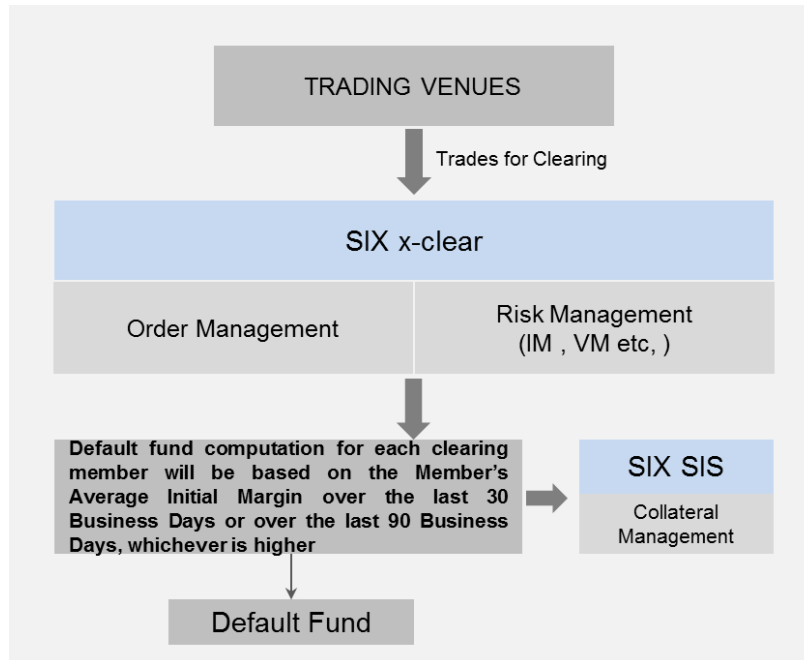 TRADING VENUES
Trades for Clearing
SIX x-clear
Order Management
Risk Management
(IM , VM etc, )
Default fund computation for each clearing
member will be based on the Member's
Average Initial Margin over the last 30
Business Days or over the last 90 Business
Days, whichever is higher
SIX SIS
Collateral
Management
Default Fund